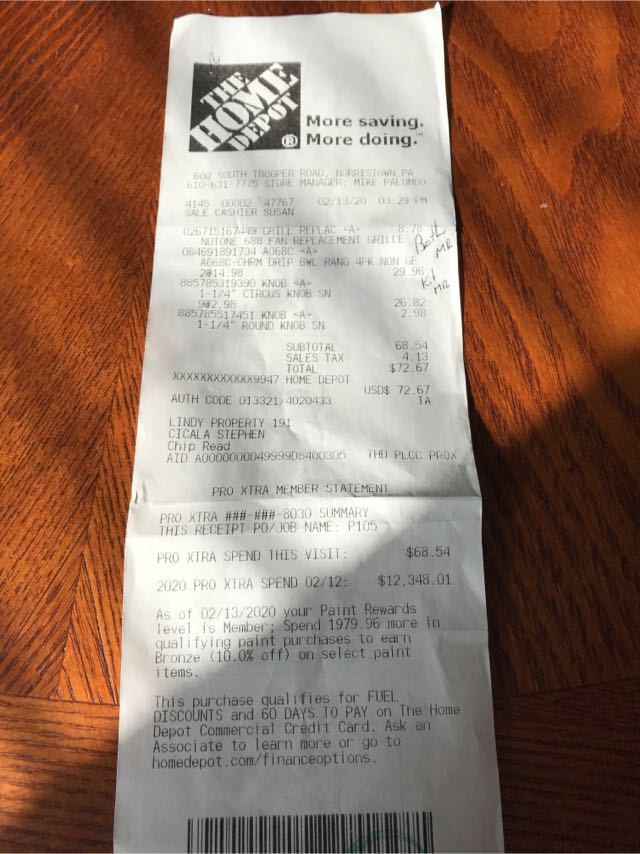 THE
HOME
DEPOT
®
More saving.
More doing.™
600 SOUTH TROOPER ROAD, NORRISTOWN,PA
610-631-7775 STORE MANAGER: MIKE PALUMBO
4145 00002 47767 02/13/20 03:29 PM
SALE CASHIER SUSAN
026715167449 GRILL REPLAC <A> 8.78
NUTONE 688 FAN REPLACEMENT GRILLE
Bath
MR
084691891734 A068C <A>
A068C-CHRM DRIP BWL RANG 4PK NON GE
2@14.98 29.96
Kit
MR
885785319390 KNOB <A>
1-1/4" CIRCUS KNOB SN
9@2.98 26.82
885785517451 KNOB <A> 2.98
1-1/4" ROUND KNOB SN
SUBTOTAL 68.54
SALES TAX 4.13
TOTAL $72.67
XXXXXXXXXXXX9947 HOME DEPOT
USD$ 72.67
AUTH CODE 013321/4020433 TA
LINDY PROPERTY 191
CICALA STEPHEN
Chip Read
AID A0000000049999D8400305 THD PLCC PROX
PRO XTRA MEMBER STATEMENT
PRO XTRA ###-###-8030 SUMMARY
THIS RECEIPT PO/JOB NAME: P105
PRO XTRA SPEND THIS VISIT: $68.54
2020 PRO XTRA SPEND 02/12: $12,348.01
As of 02/13/2020 your Paint Rewards
level is Member; Spend 1979.96 more in
qualifying paint purchases to earn
Bronze (10.0% off) on select paint
items.
This purchase qualifies for FUEL
DISCOUNTS and 60 DAYS TO PAY on The Home
Depot Commercial Credit Card. Ask an
Associate to learn more or go to
homedepot.com/financeoptions.